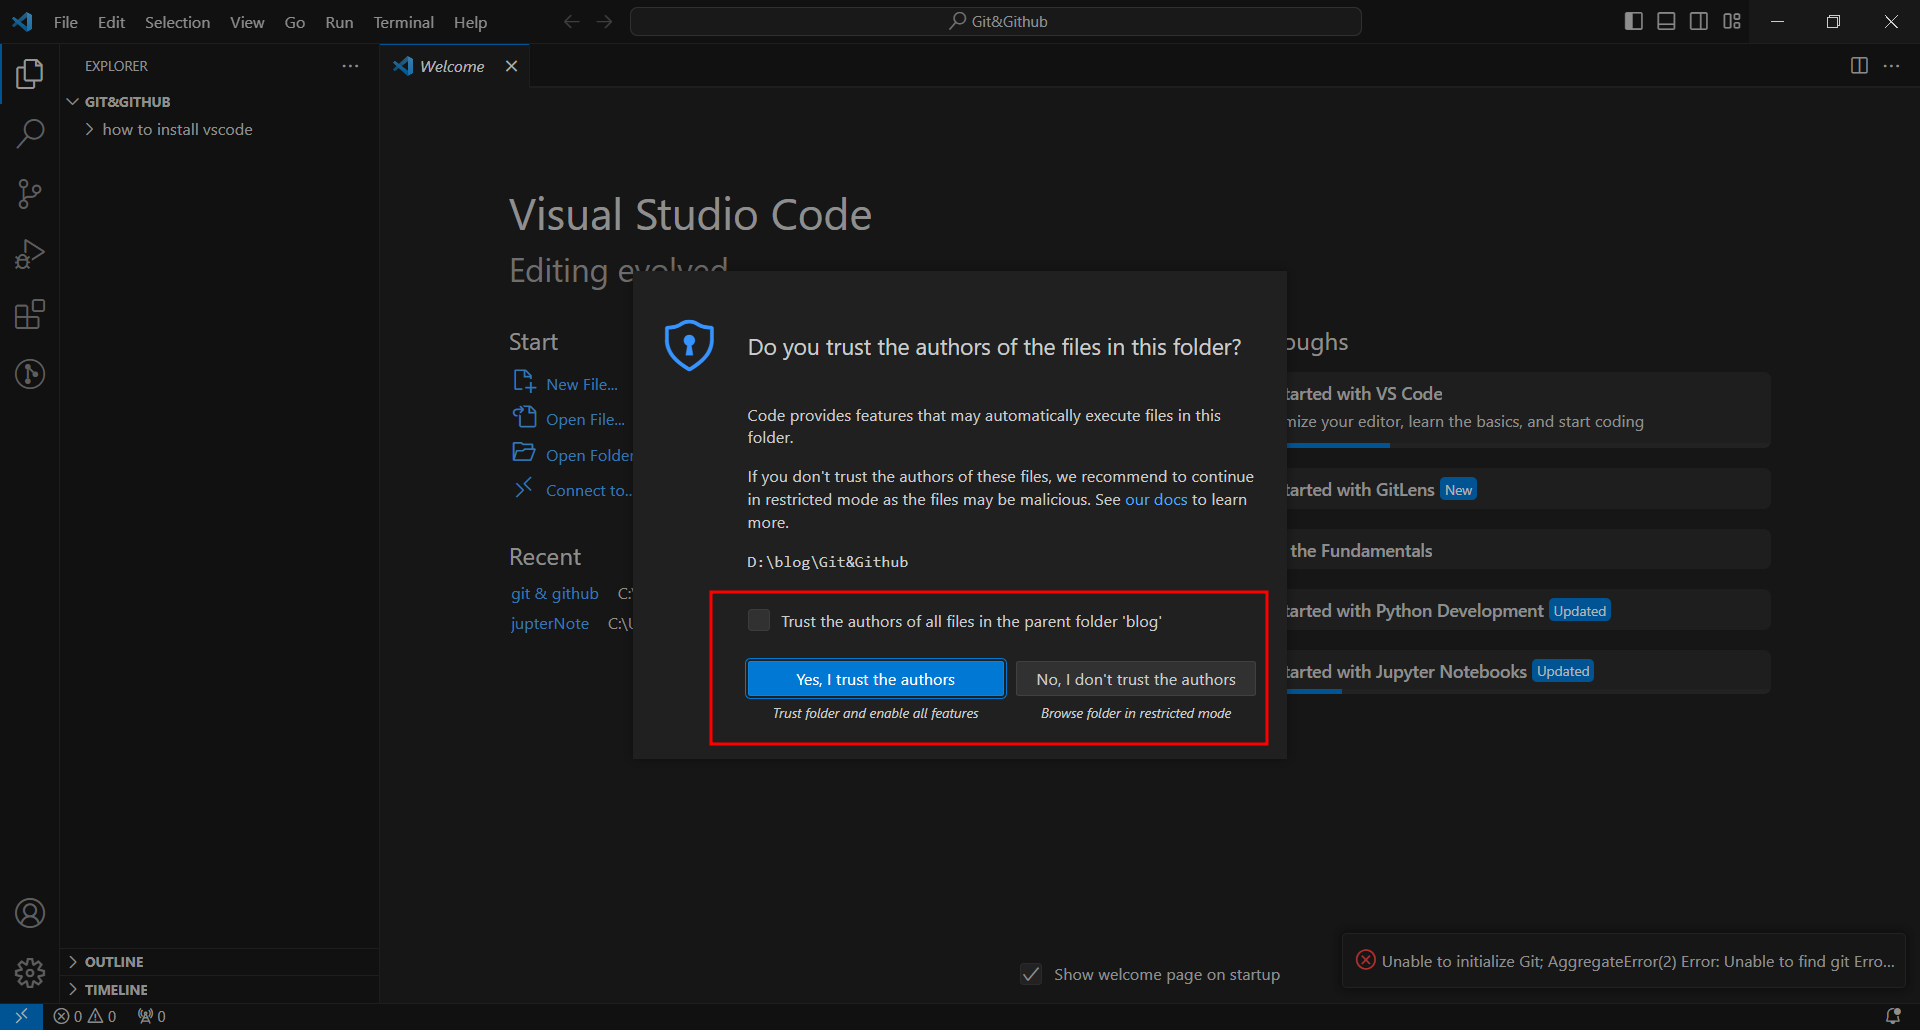 File Edit Selection View Go Run Terminal Help
Git&Github
EXPLORER
Welcome
GIT&GITHUB
how to install vscode
Visual Studio Code
Editing evolved
Start
New File...
Open File...
Open Folder
Connect to..
Recent
git & github C:\
jupterNote C:\U
Do you trust the authors of the files in this folder?
Code provides features that may automatically execute files in this
folder.
If you don't trust the authors of these files, we recommend to continue
in restricted mode as the files may be malicious. See our docs to learn
more.
D:\blog\Git&Github
Trust the authors of all files in the parent folder 'blog'
Yes, I trust the authors No, I don't trust the authors
Trust folder and enable all features Browse folder in restricted mode
oughs
tarted with VS Code
mize your editor, learn the basics, and start coding
tarted with GitLens New
the Fundamentals
tarted with Python Development Updated
tarted with Jupyter Notebooks Updated
OUTLINE
TIMELINE
Show welcome page on startup
Unable to initialize Git; AggregateError(2) Error: Unable to find git Erro...
0 0 0